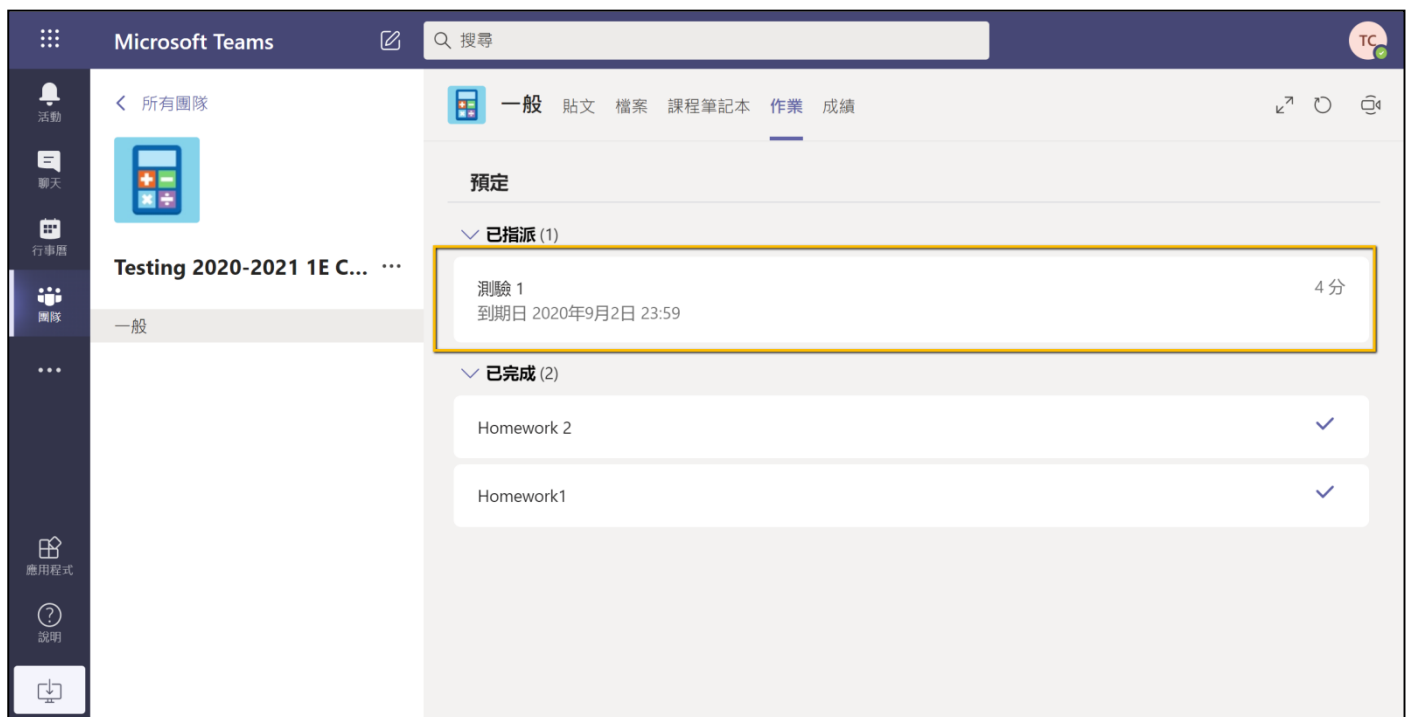 Microsoft Teams
搜尋
TC
活動
聊天
行事曆
團隊
應用程式
說明
所有團隊
Testing 2020-2021 1E C... ...
一般
一般 貼文 檔案 課程筆記本 作業 成績
預定
已指派 (1)
測驗 1 4 分
到期日 2020年9月2日 23:59
已完成 (2)
Homework 2
Homework1